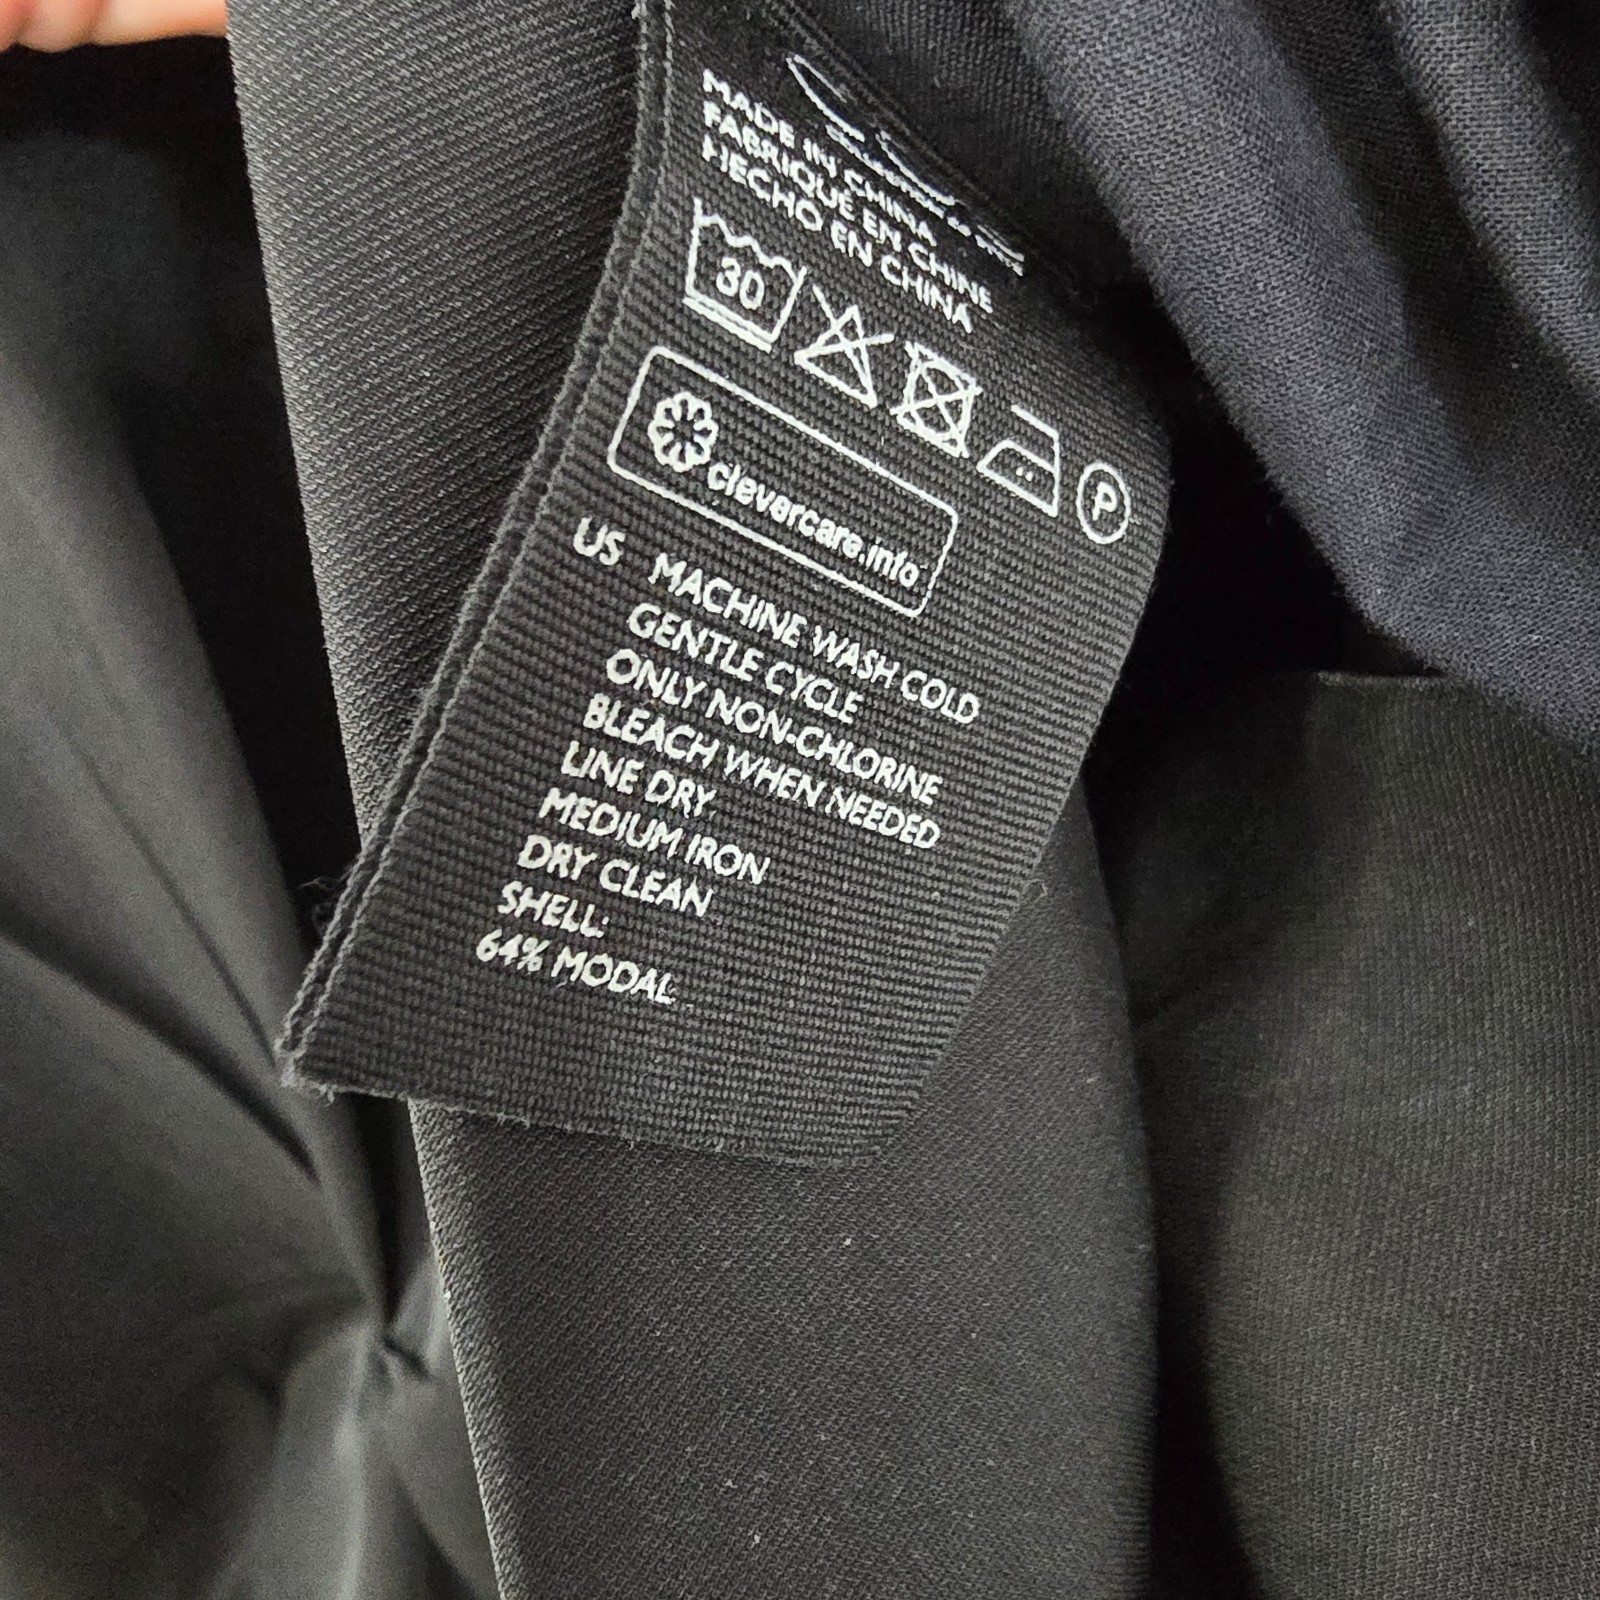 MADE IN CHINA
FABRIQUÉ EN CHINE
HECHO EN CHINA
30
P
clevercare.info
US MACHINE WASH COLD
GENTLE CYCLE
ONLY NON-CHLORINE
BLEACH WHEN NEEDED
LINE DRY
MEDIUM IRON
DRY CLEAN
SHELL:
64% MODAL